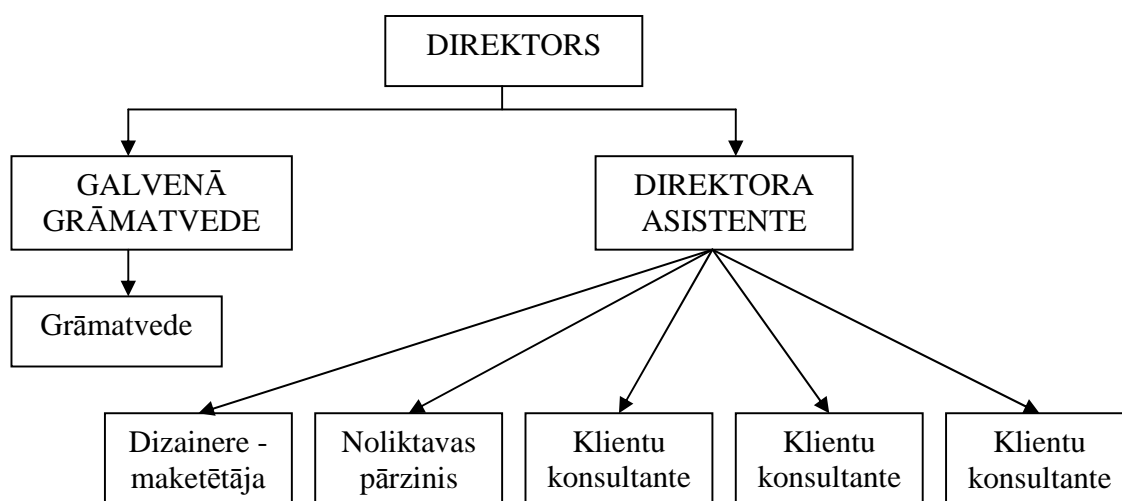 DIREKTORS
GALVENĀ
GRĀMATVEDE
DIREKTORA
ASISTENTE
Grāmatvede
Dizainere -
maketētāja
Noliktavas
pārzinis
Klientu
konsultante
Klientu
konsultante
Klientu
konsultante